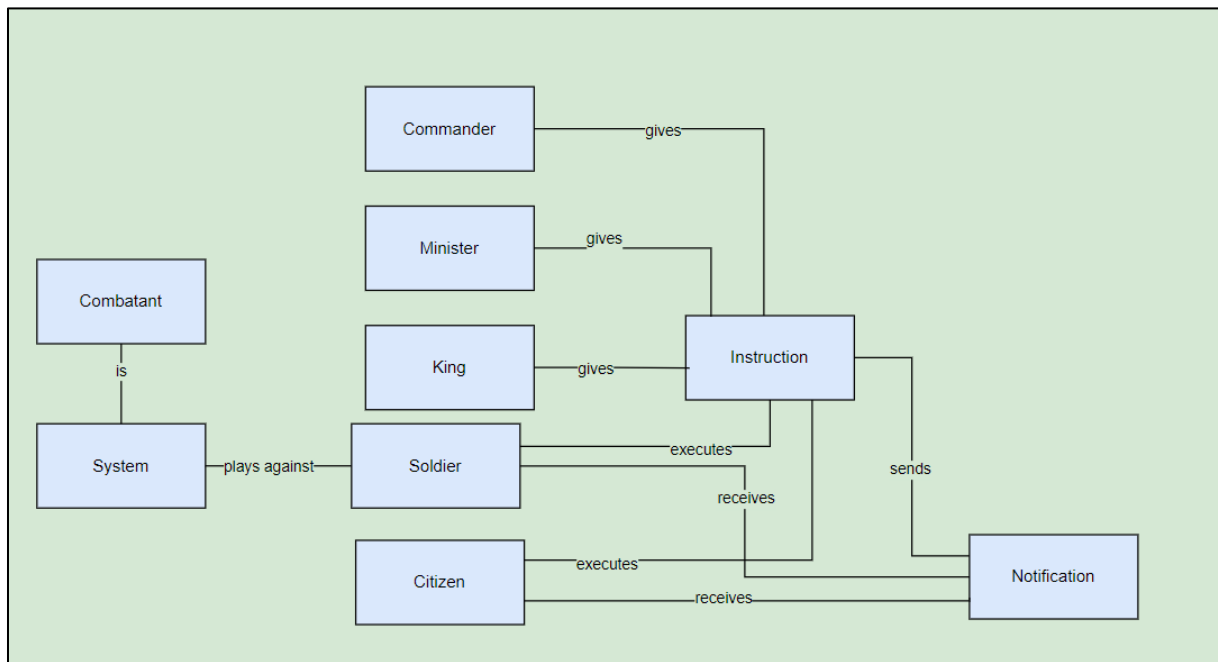 Commander
gives
Minister
gives
Combatant
King
gives
Instruction
is
System
plays against
Soldier
executes
receives
sends
Citizen
executes
receives
Notification